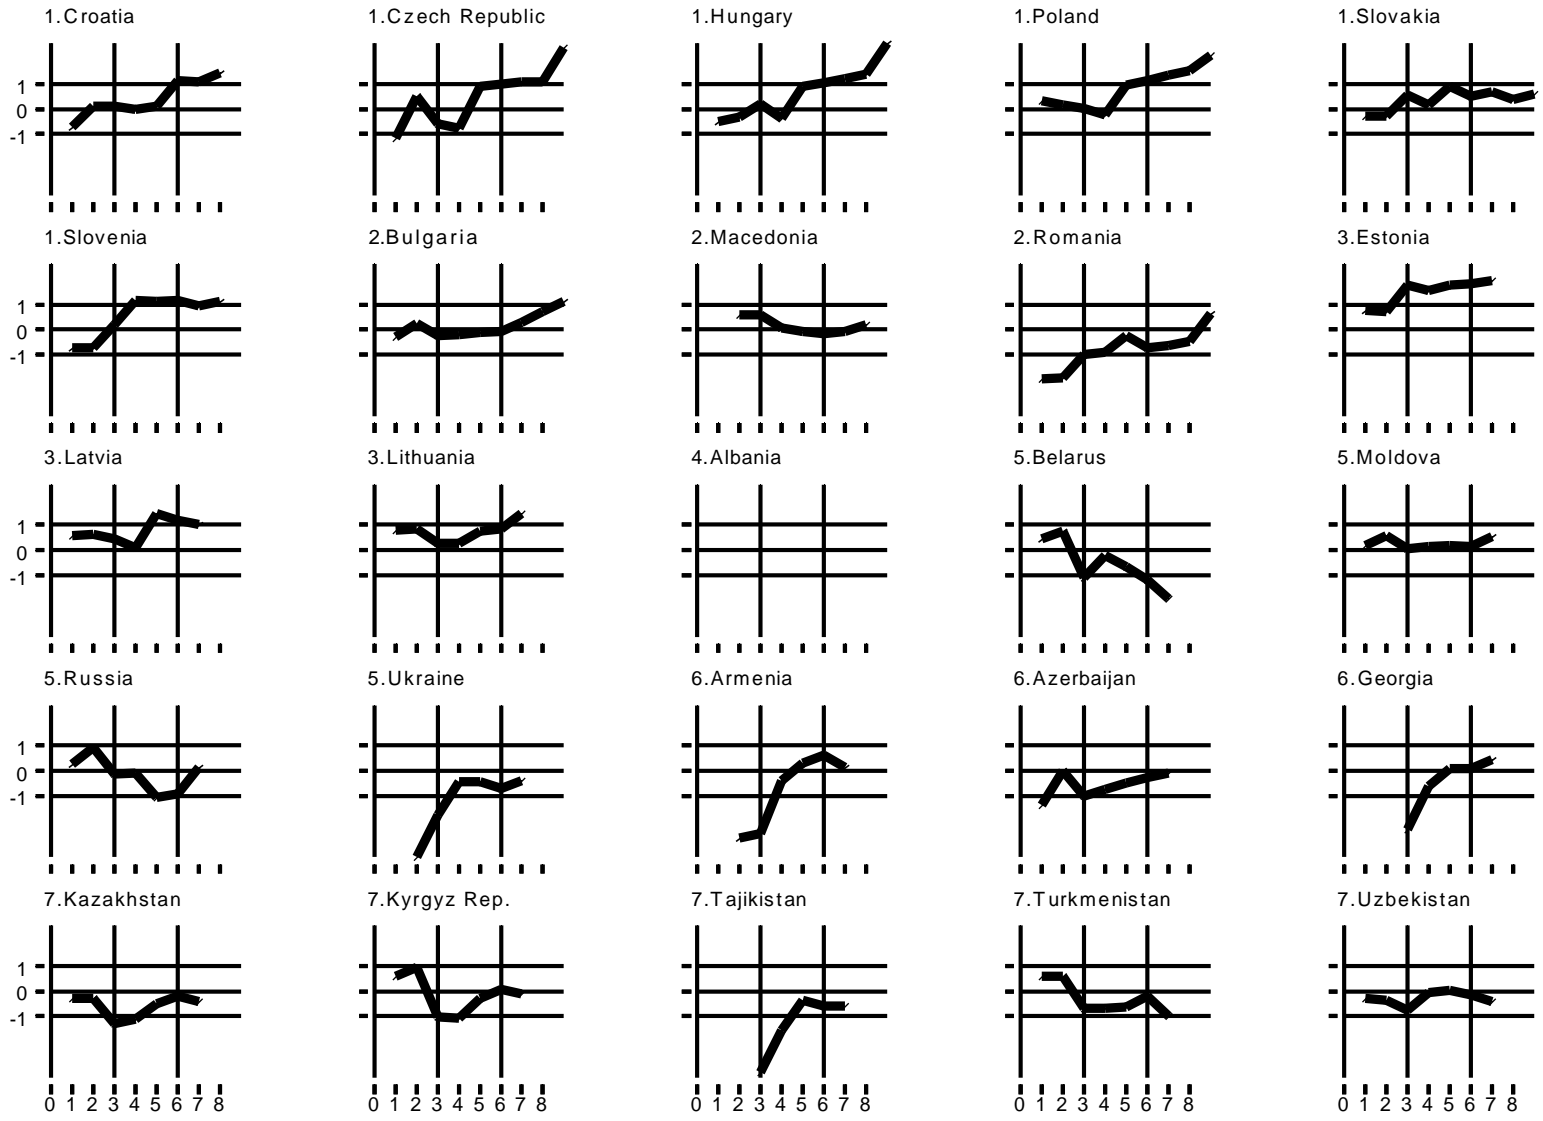 1.Croatia 1.Czech Republic 1.Hungary 1.Poland 1.Slovakia
1
0
-1
1.Slovenia 2.Bulgaria 2.Macedonia 2.Romania 3.Estonia
1
0
-1
3.Latvia 3.Lithuania 4.Albania 5.Belarus 5.Moldova
1
0
-1
5.Russia 5.Ukraine 6.Armenia 6.Azerbaijan 6.Georgia
1
0
-1
7.Kazakhstan 7.Kyrgyz Rep. 7.Tajikistan 7.Turkmenistan 7.Uzbekistan
1
0
-1
0 1 2 3 4 5 6 7 8 0 1 2 3 4 5 6 7 8 0 1 2 3 4 5 6 7 8 0 1 2 3 4 5 6 7 8 0 1 2 3 4 5 6 7 8